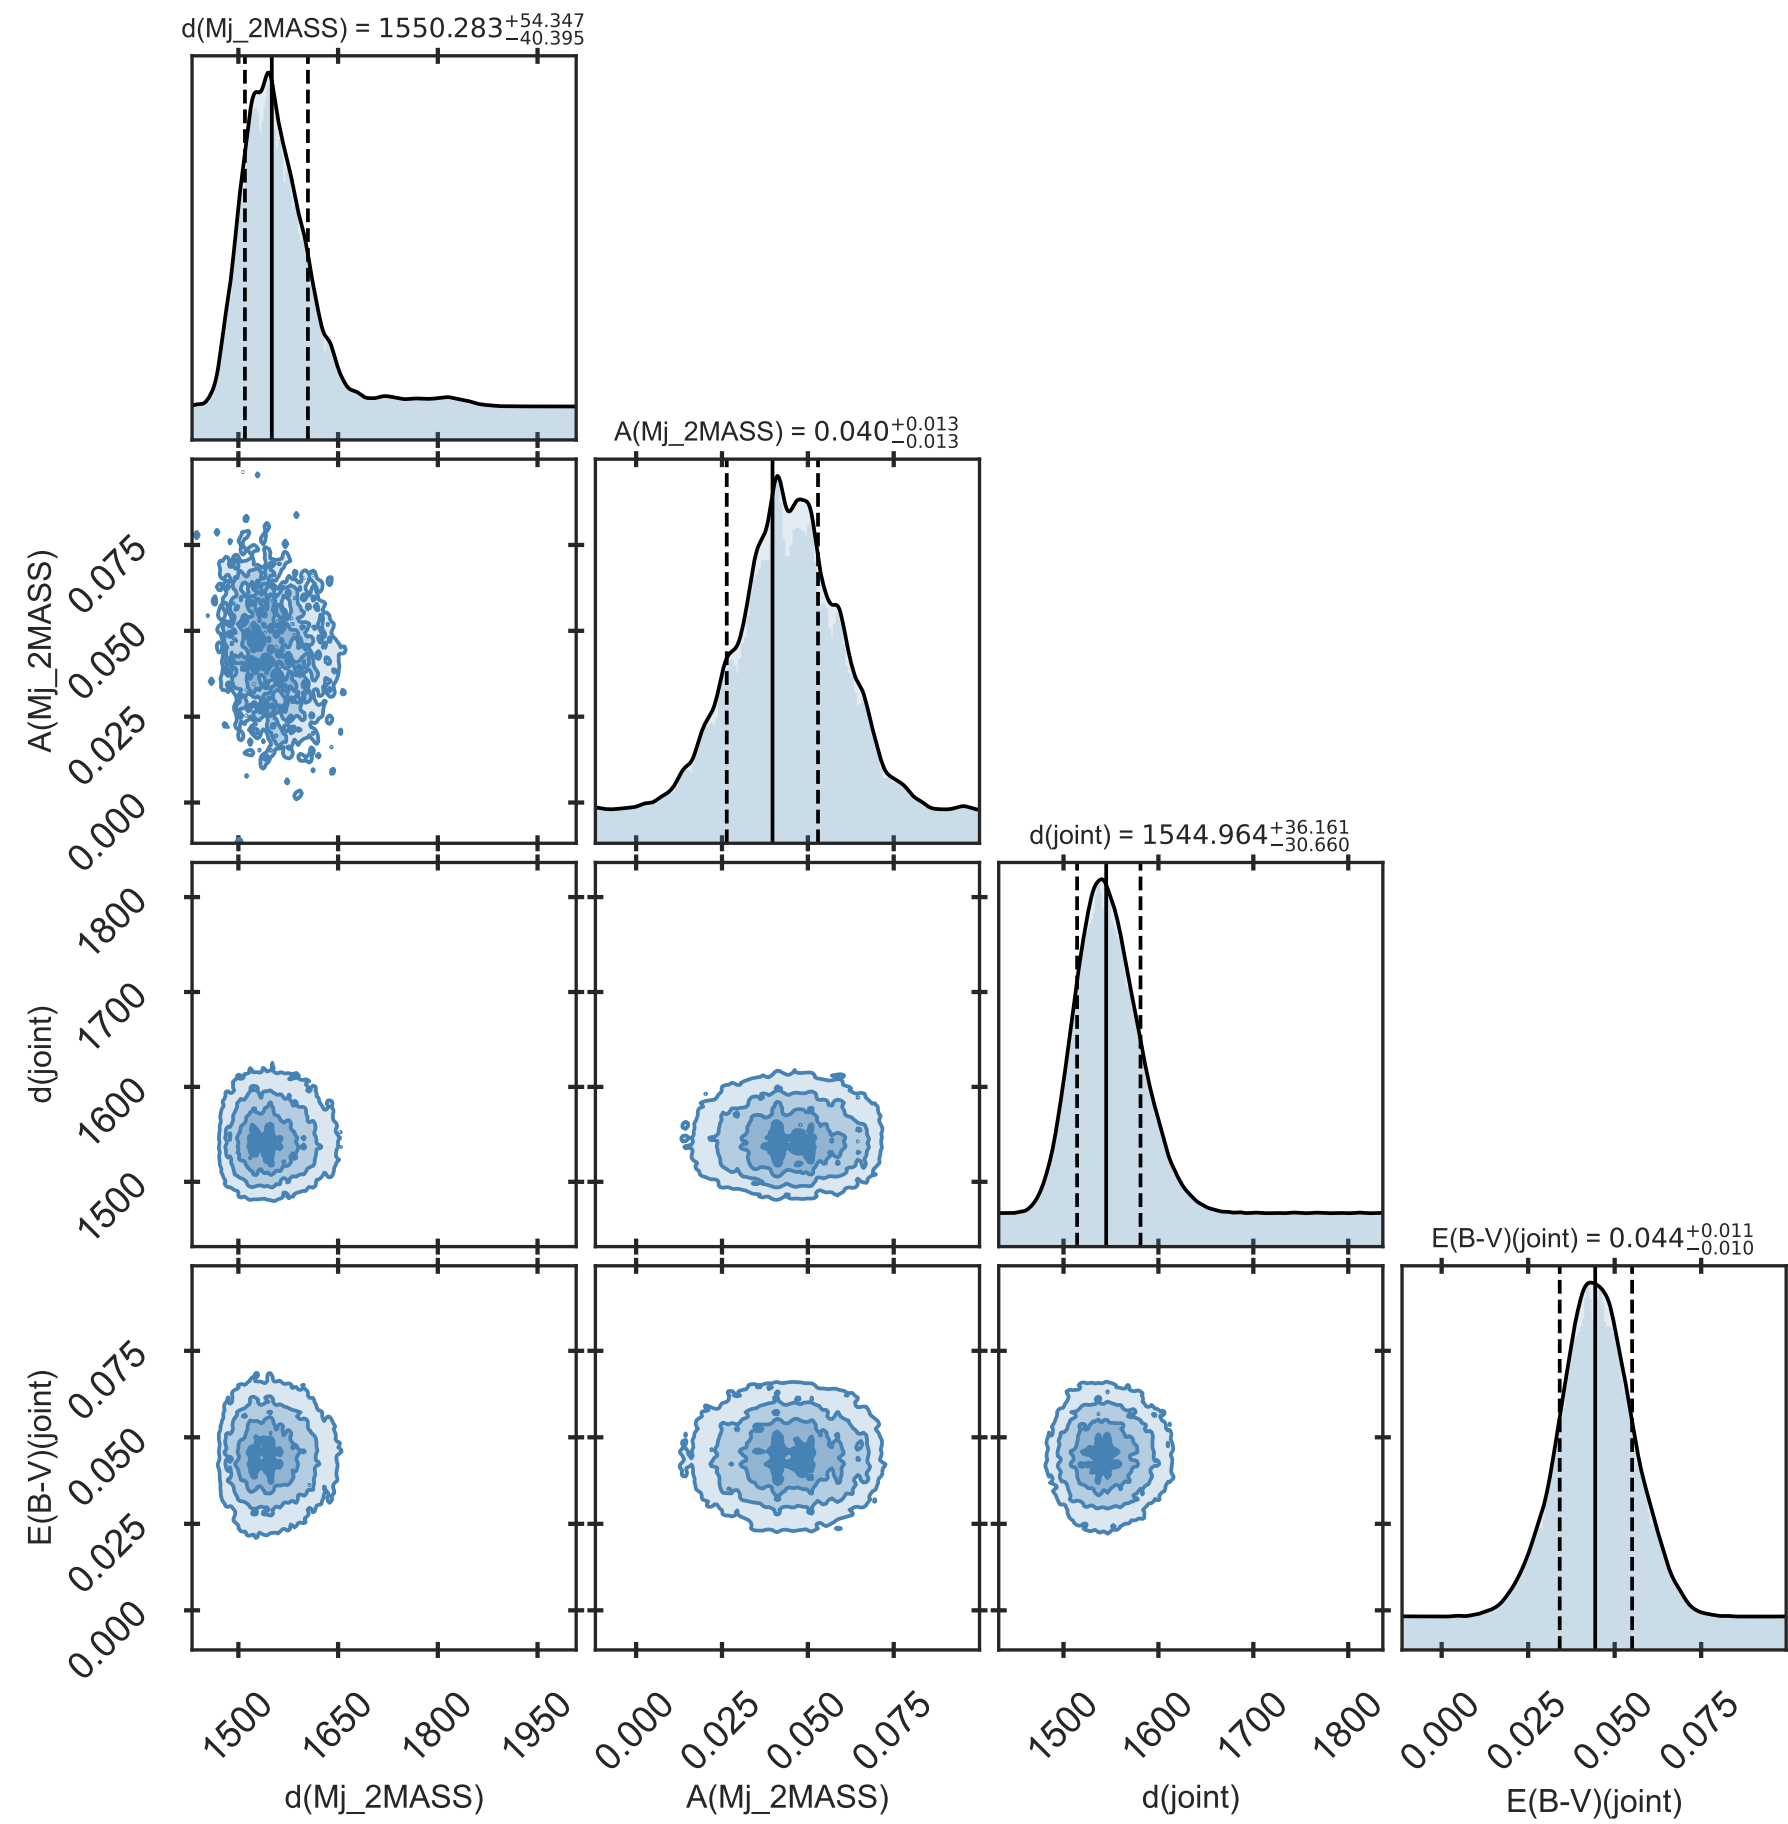 d(Mj_2MASS) = 1550.283+54.347 −40.395
A(Mj_2MASS) = 0.040+0.013 −0.013
A(Mj_2MASS)
0.075
0.050
0.025
0.000
d(joint) = 1544.964+36.161 −30.660
d(joint)
1800
1700
1600
1500
E(B-V)(joint) = 0.044+0.011 −0.010
E(B-V)(joint)
0.075
0.050
0.025
0.000
1500 1650 1800 1950 0.000 0.025 0.050 0.075 1500 1600 1700 1800 0.000 0.025 0.050 0.075
d(Mj_2MASS) A(Mj_2MASS) d(joint) E(B-V)(joint)